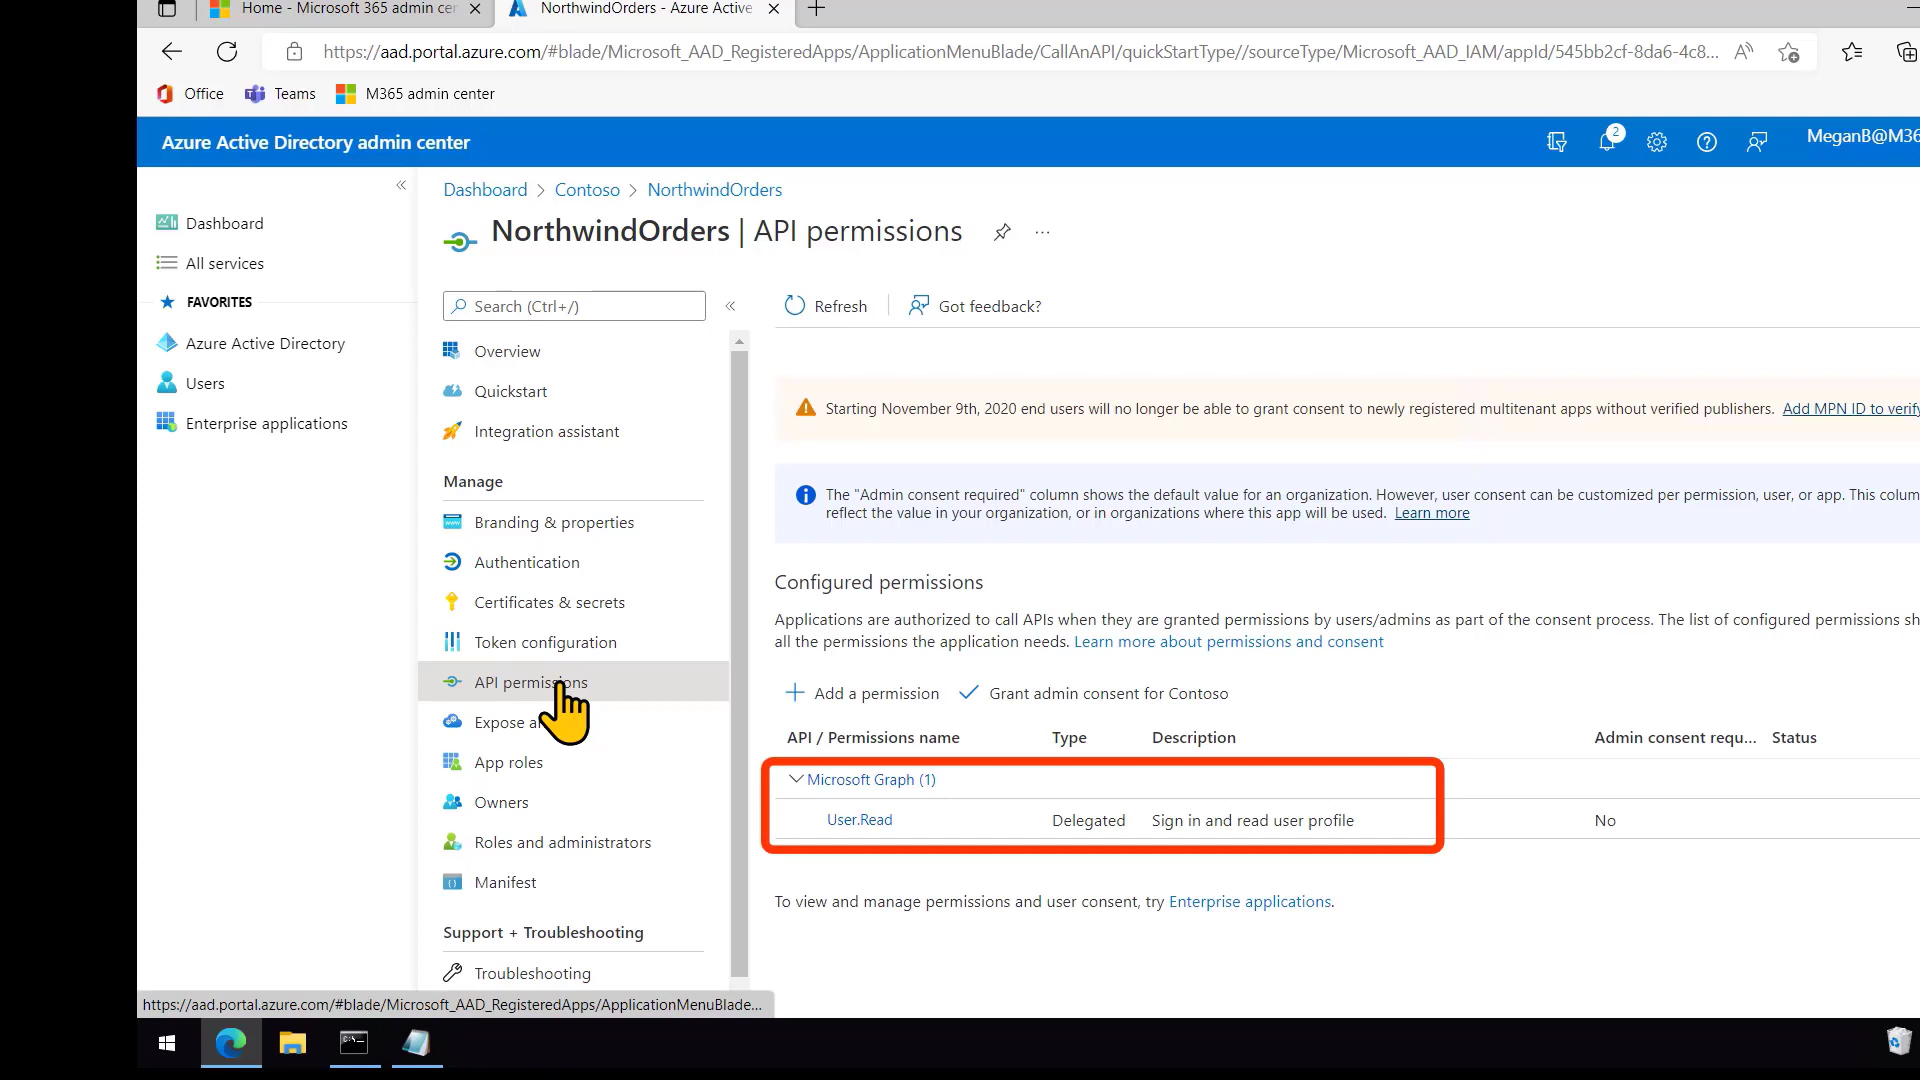 Home - Microsoft 365 admin cen
NorthwindOrders - Azure Active
https://aad.portal.azure.com/#blade/Microsoft_AAD_RegisteredApps/ApplicationMenuBlade/CallAnAPI/quickStartType//sourceType/Microsoft_AAD_IAM/appId/545bb2cf-8da6-4c8...
Office
Teams
M365 admin center
Azure Active Directory admin center
2
MeganB@M36
Dashboard
All services
FAVORITES
Azure Active Directory
Users
Enterprise applications
Dashboard > Contoso > NorthwindOrders
NorthwindOrders | API permissions
Search (Ctrl+/)
Overview
Quickstart
Integration assistant
Manage
Branding & properties
Authentication
Certificates & secrets
Token configuration
API permissions
Expose a
App roles
Owners
Roles and administrators
Manifest
Support + Troubleshooting
Troubleshooting
Refresh
Got feedback?
Starting November 9th, 2020 end users will no longer be able to grant consent to newly registered multitenant apps without verified publishers. Add MPN ID to verify
The "Admin consent required" column shows the default value for an organization. However, user consent can be customized per permission, user, or app. This colum
reflect the value in your organization, or in organizations where this app will be used. Learn more
Configured permissions
Applications are authorized to call APIs when they are granted permissions by users/admins as part of the consent process. The list of configured permissions sh
all the permissions the application needs. Learn more about permissions and consent
Add a permission
Grant admin consent for Contoso
API / Permissions name Type Description Admin consent requ... Status
Microsoft Graph (1)
User.Read Delegated Sign in and read user profile No
To view and manage permissions and user consent, try Enterprise applications.
https://aad.portal.azure.com/#blade/Microsoft_AAD_RegisteredApps/ApplicationMenuBlade...